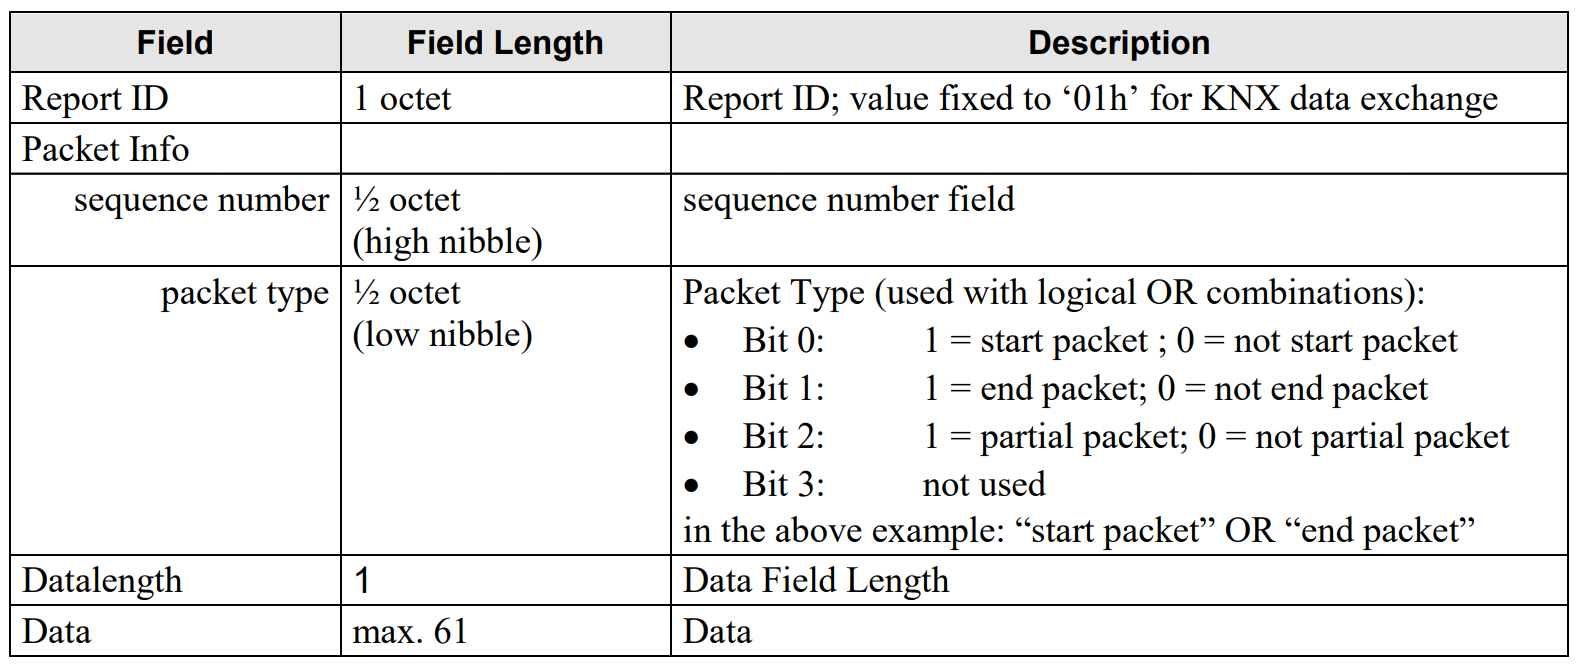 Field Field Length Description
Report ID 1 octet Report ID; value fixed to ‘01h’ for KNX data exchange
Packet Info
sequence number ½ octet sequence number field
(high nibble)
packet type ½ octet Packet Type (used with logical OR combinations):
(low nibble)
• Bit 0: 1 = start packet ; 0 = not start packet
• Bit 1: 1 = end packet; 0 = not end packet
• Bit 2: 1 = partial packet; 0 = not partial packet
• Bit 3: not used
in the above example: “start packet” OR “end packet”
Datalength 1 Data Field Length
Data max. 61 Data